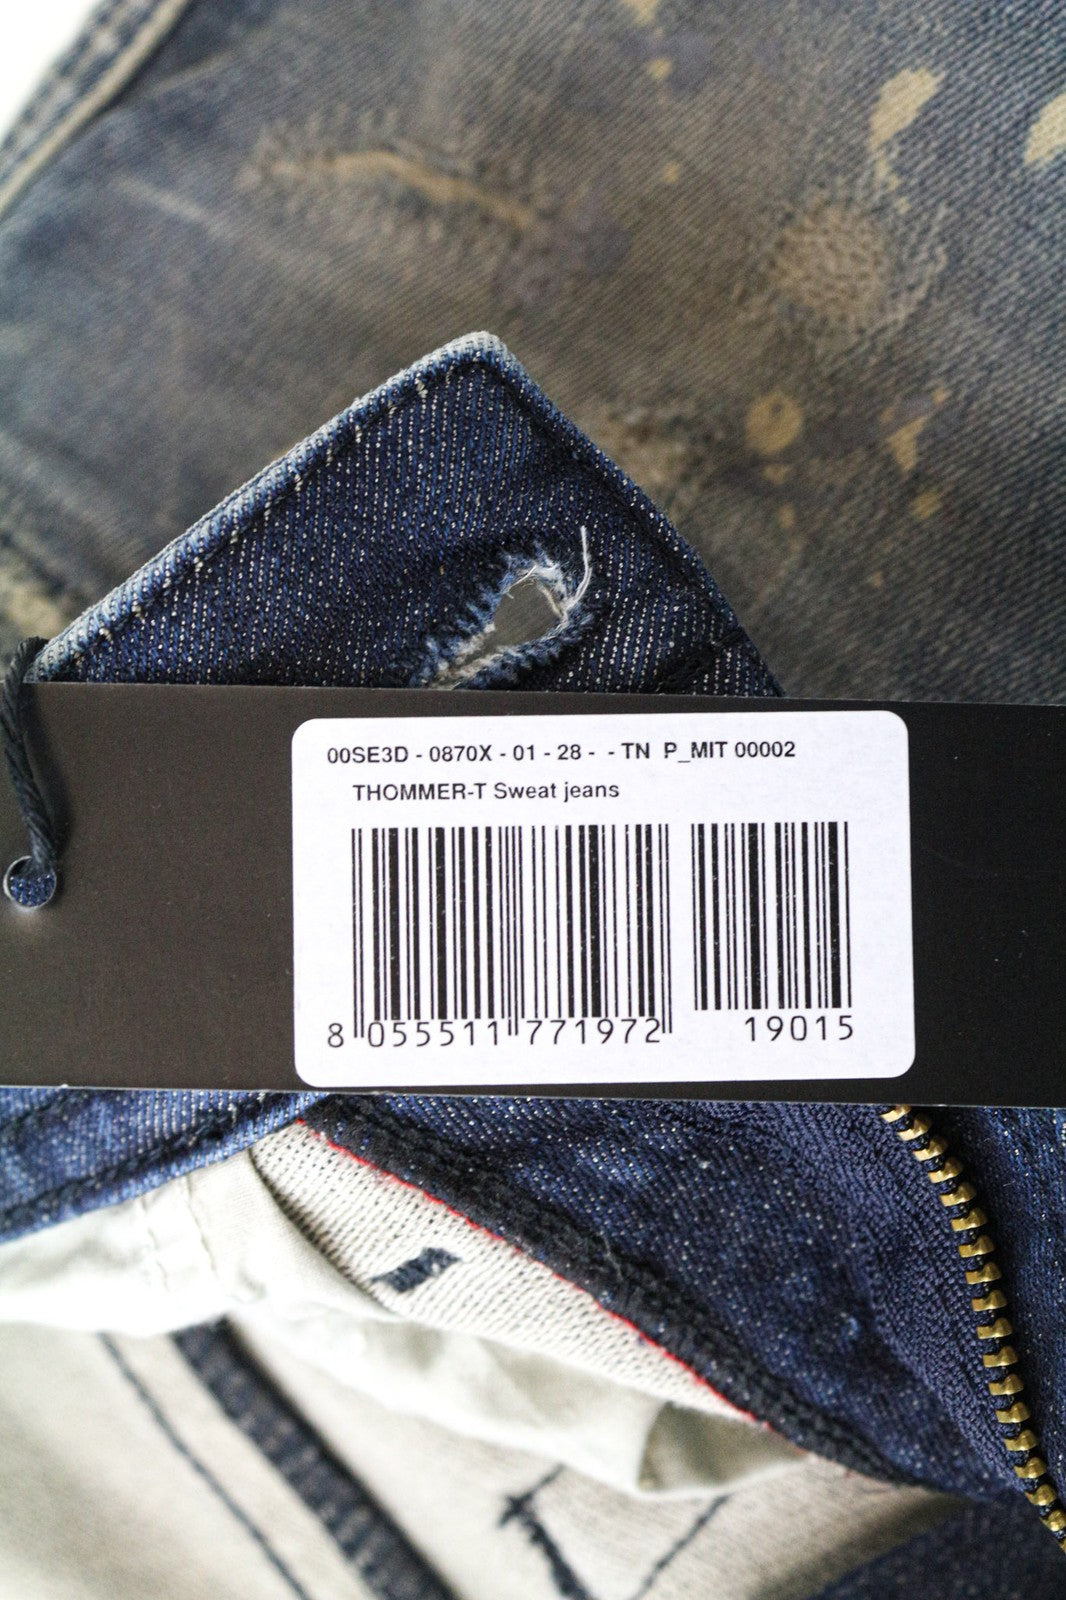 00SE3D - 0870X - 01 - 28 - - TN P_MIT 00002
THOMMER-T Sweat jeans
8 055511 771972 19015